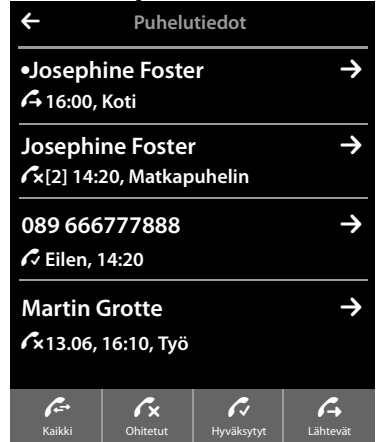 Puhelutiedot
•Josephine Foster
16:00, Koti
Josephine Foster
[2] 14:20, Matkapuhelin
089 666777888
Eilen, 14:20
Martin Grotte
13.06, 16:10, Työ
Kaikki Ohitetut Hyväksytyt Lähtevät